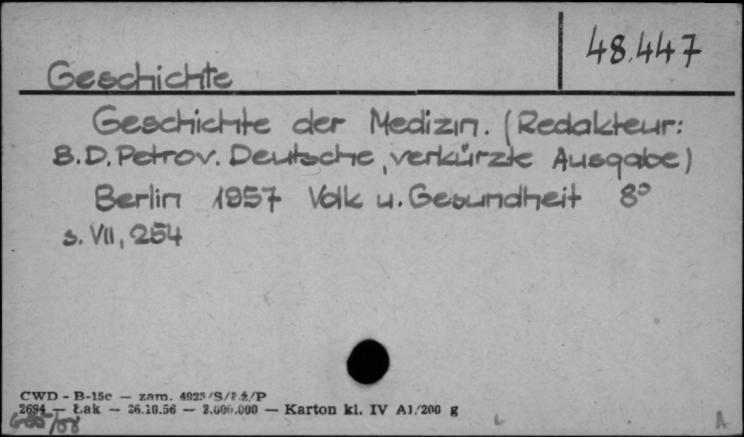 48.447
Geschichte
Geschichte der Medizin. (Redakteur:
B.D. Petrov. Deutsche, verkürzte Ausgabe)
Berlin 1957 Volk u. Gesundheit 8°
s. VII, 254
CWD - B-15c — zam. 4925/S/Pż/P
2694 — Łak — 26.10.56 — 2.000.000 — Karton kl. IV A1/200 g
A